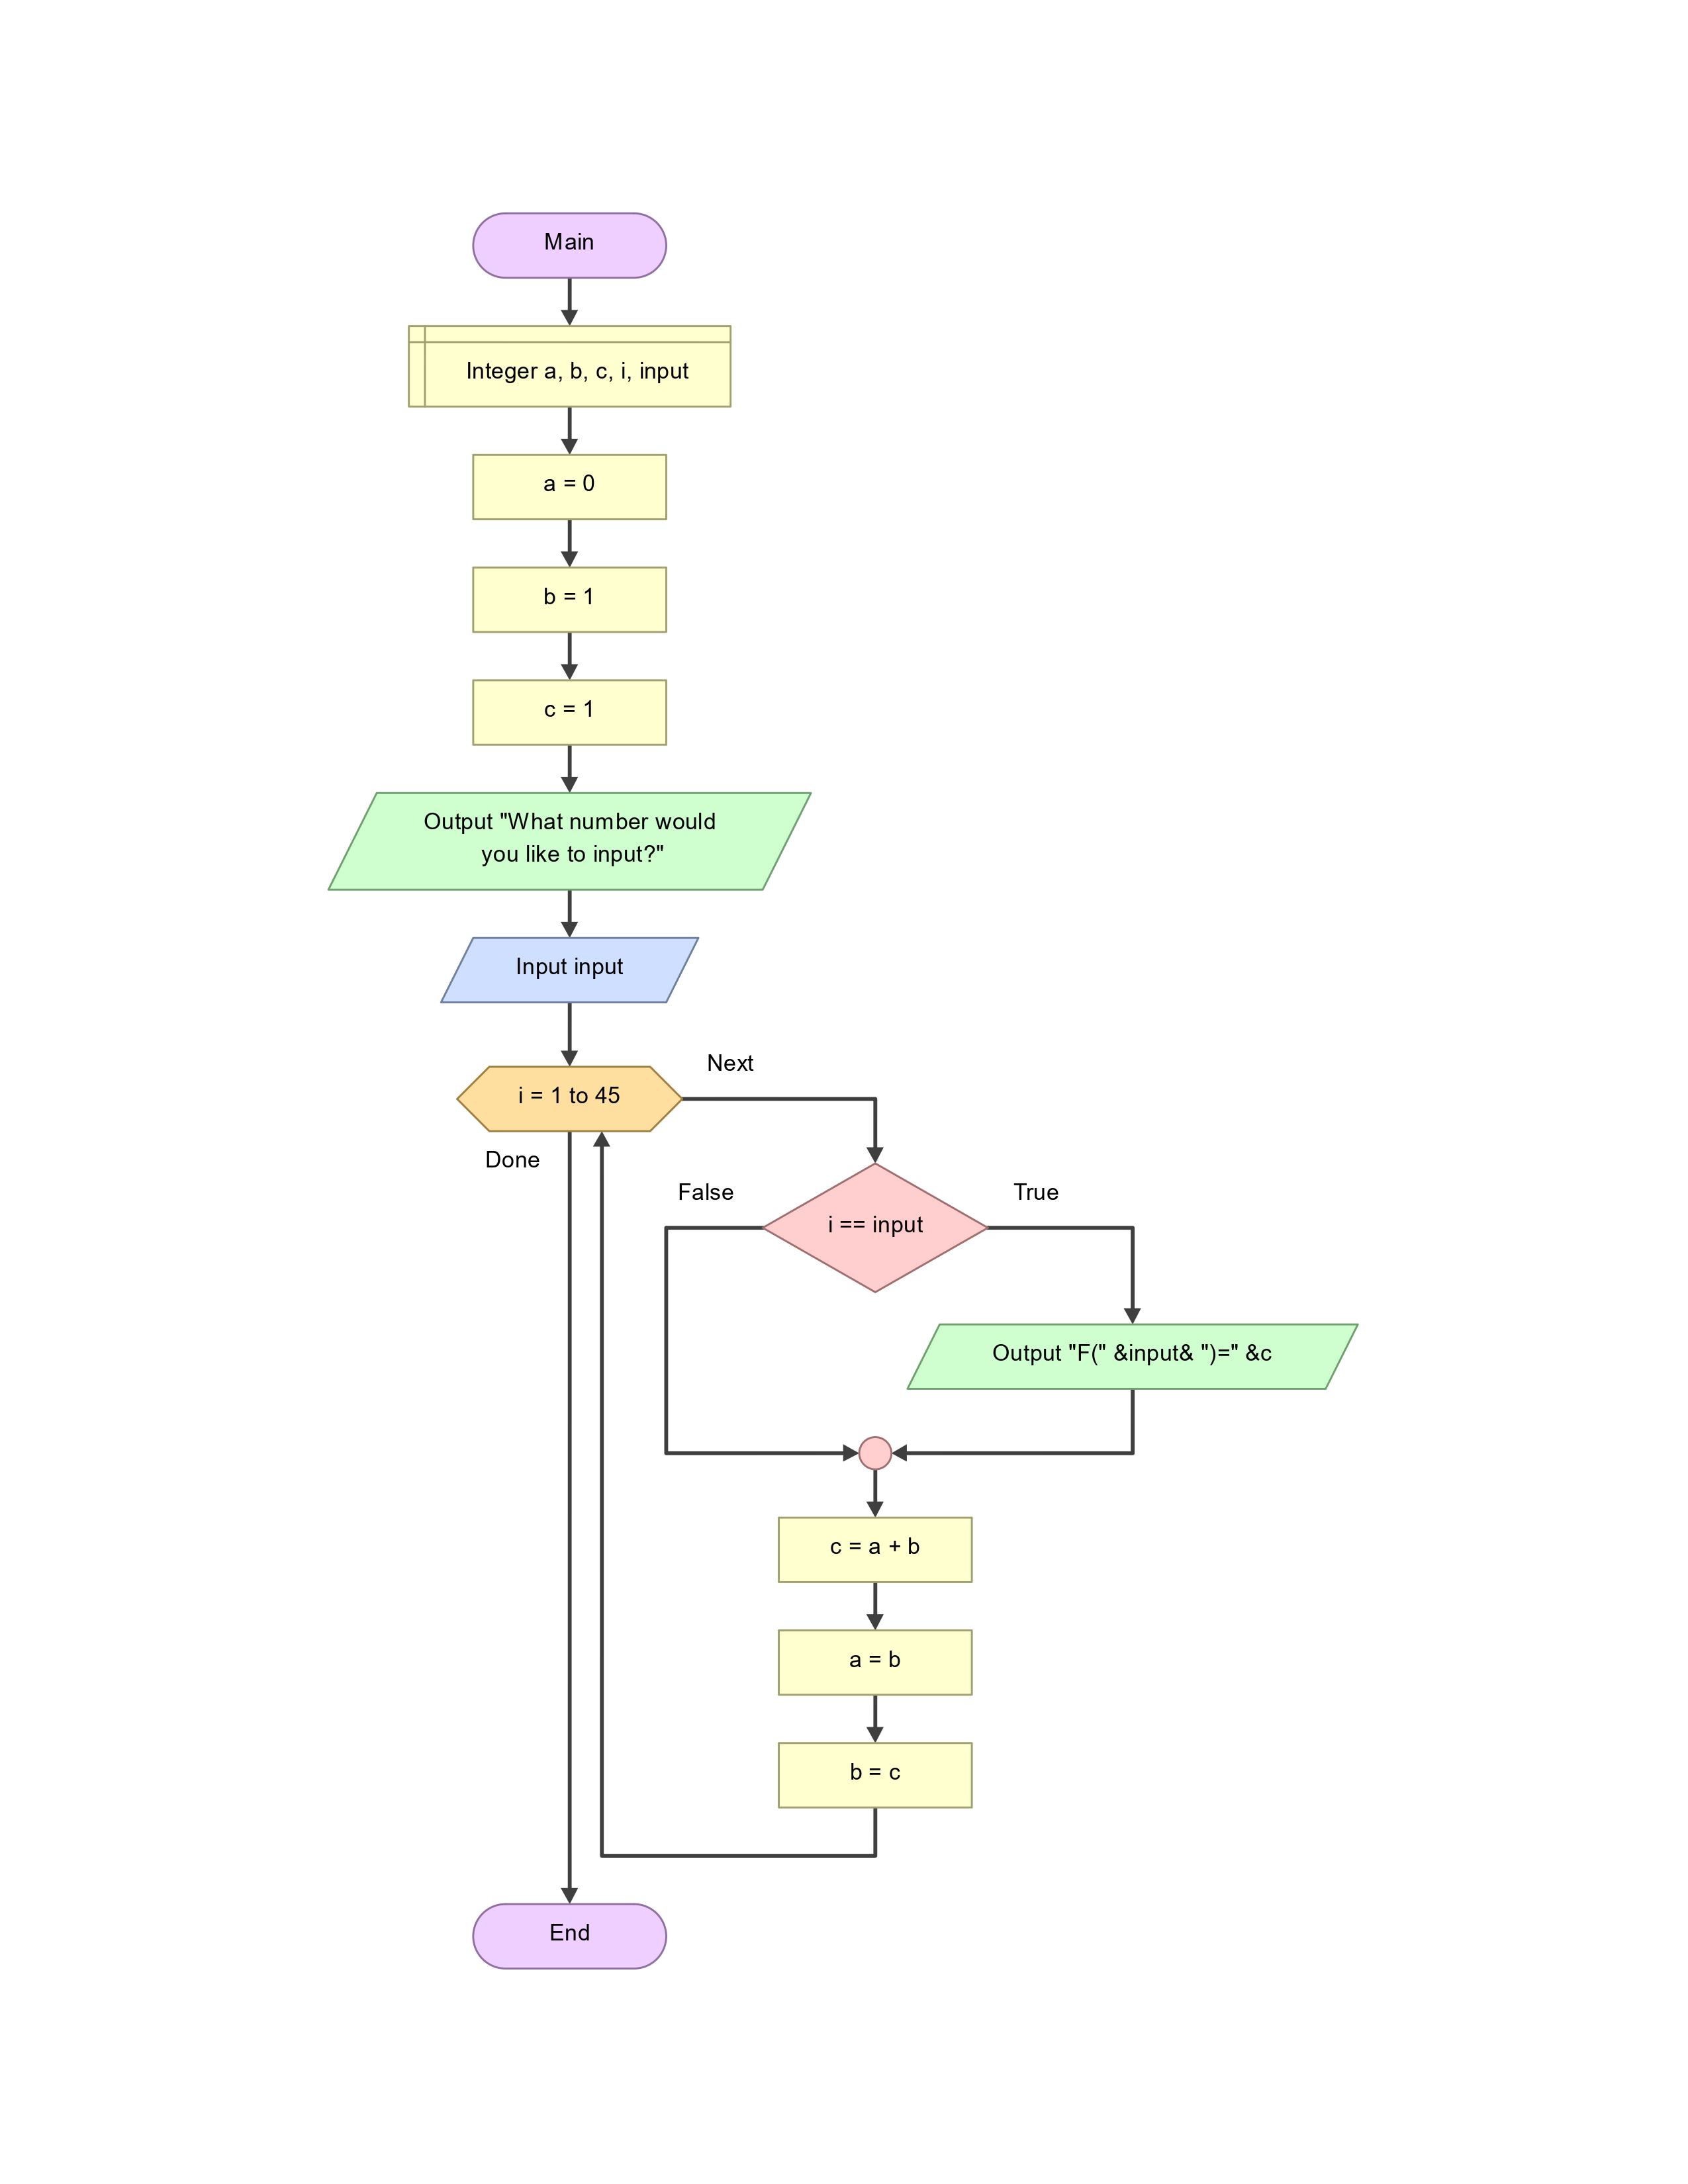 Main
Integer a, b, c, i, input
a = 0
b = 1
c = 1
Output "What number would
you like to input?"
Input input
i = 1 to 45
Next
Done
False
i == input
True
Output "F(" &input& ")=" &c
c = a + b
a = b
b = c
End